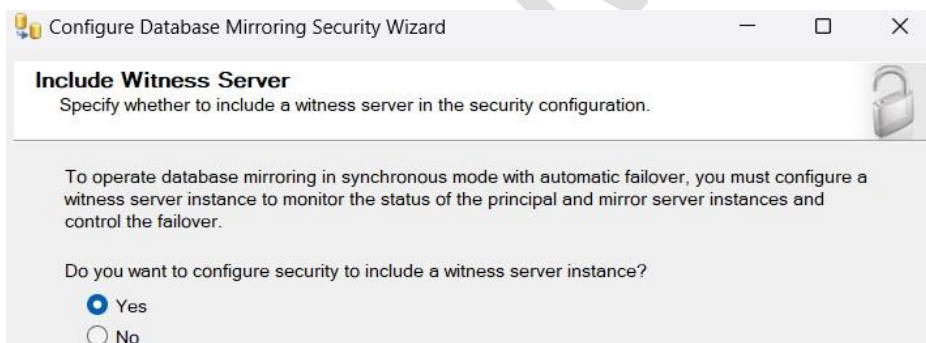 Configure Database Mirroring Security Wizard
Include Witness Server
Specify whether to include a witness server in the security configuration.
To operate database mirroring in synchronous mode with automatic failover, you must configure a
witness server instance to monitor the status of the principal and mirror server instances and
control the failover.
Do you want to configure security to include a witness server instance?
Yes
No